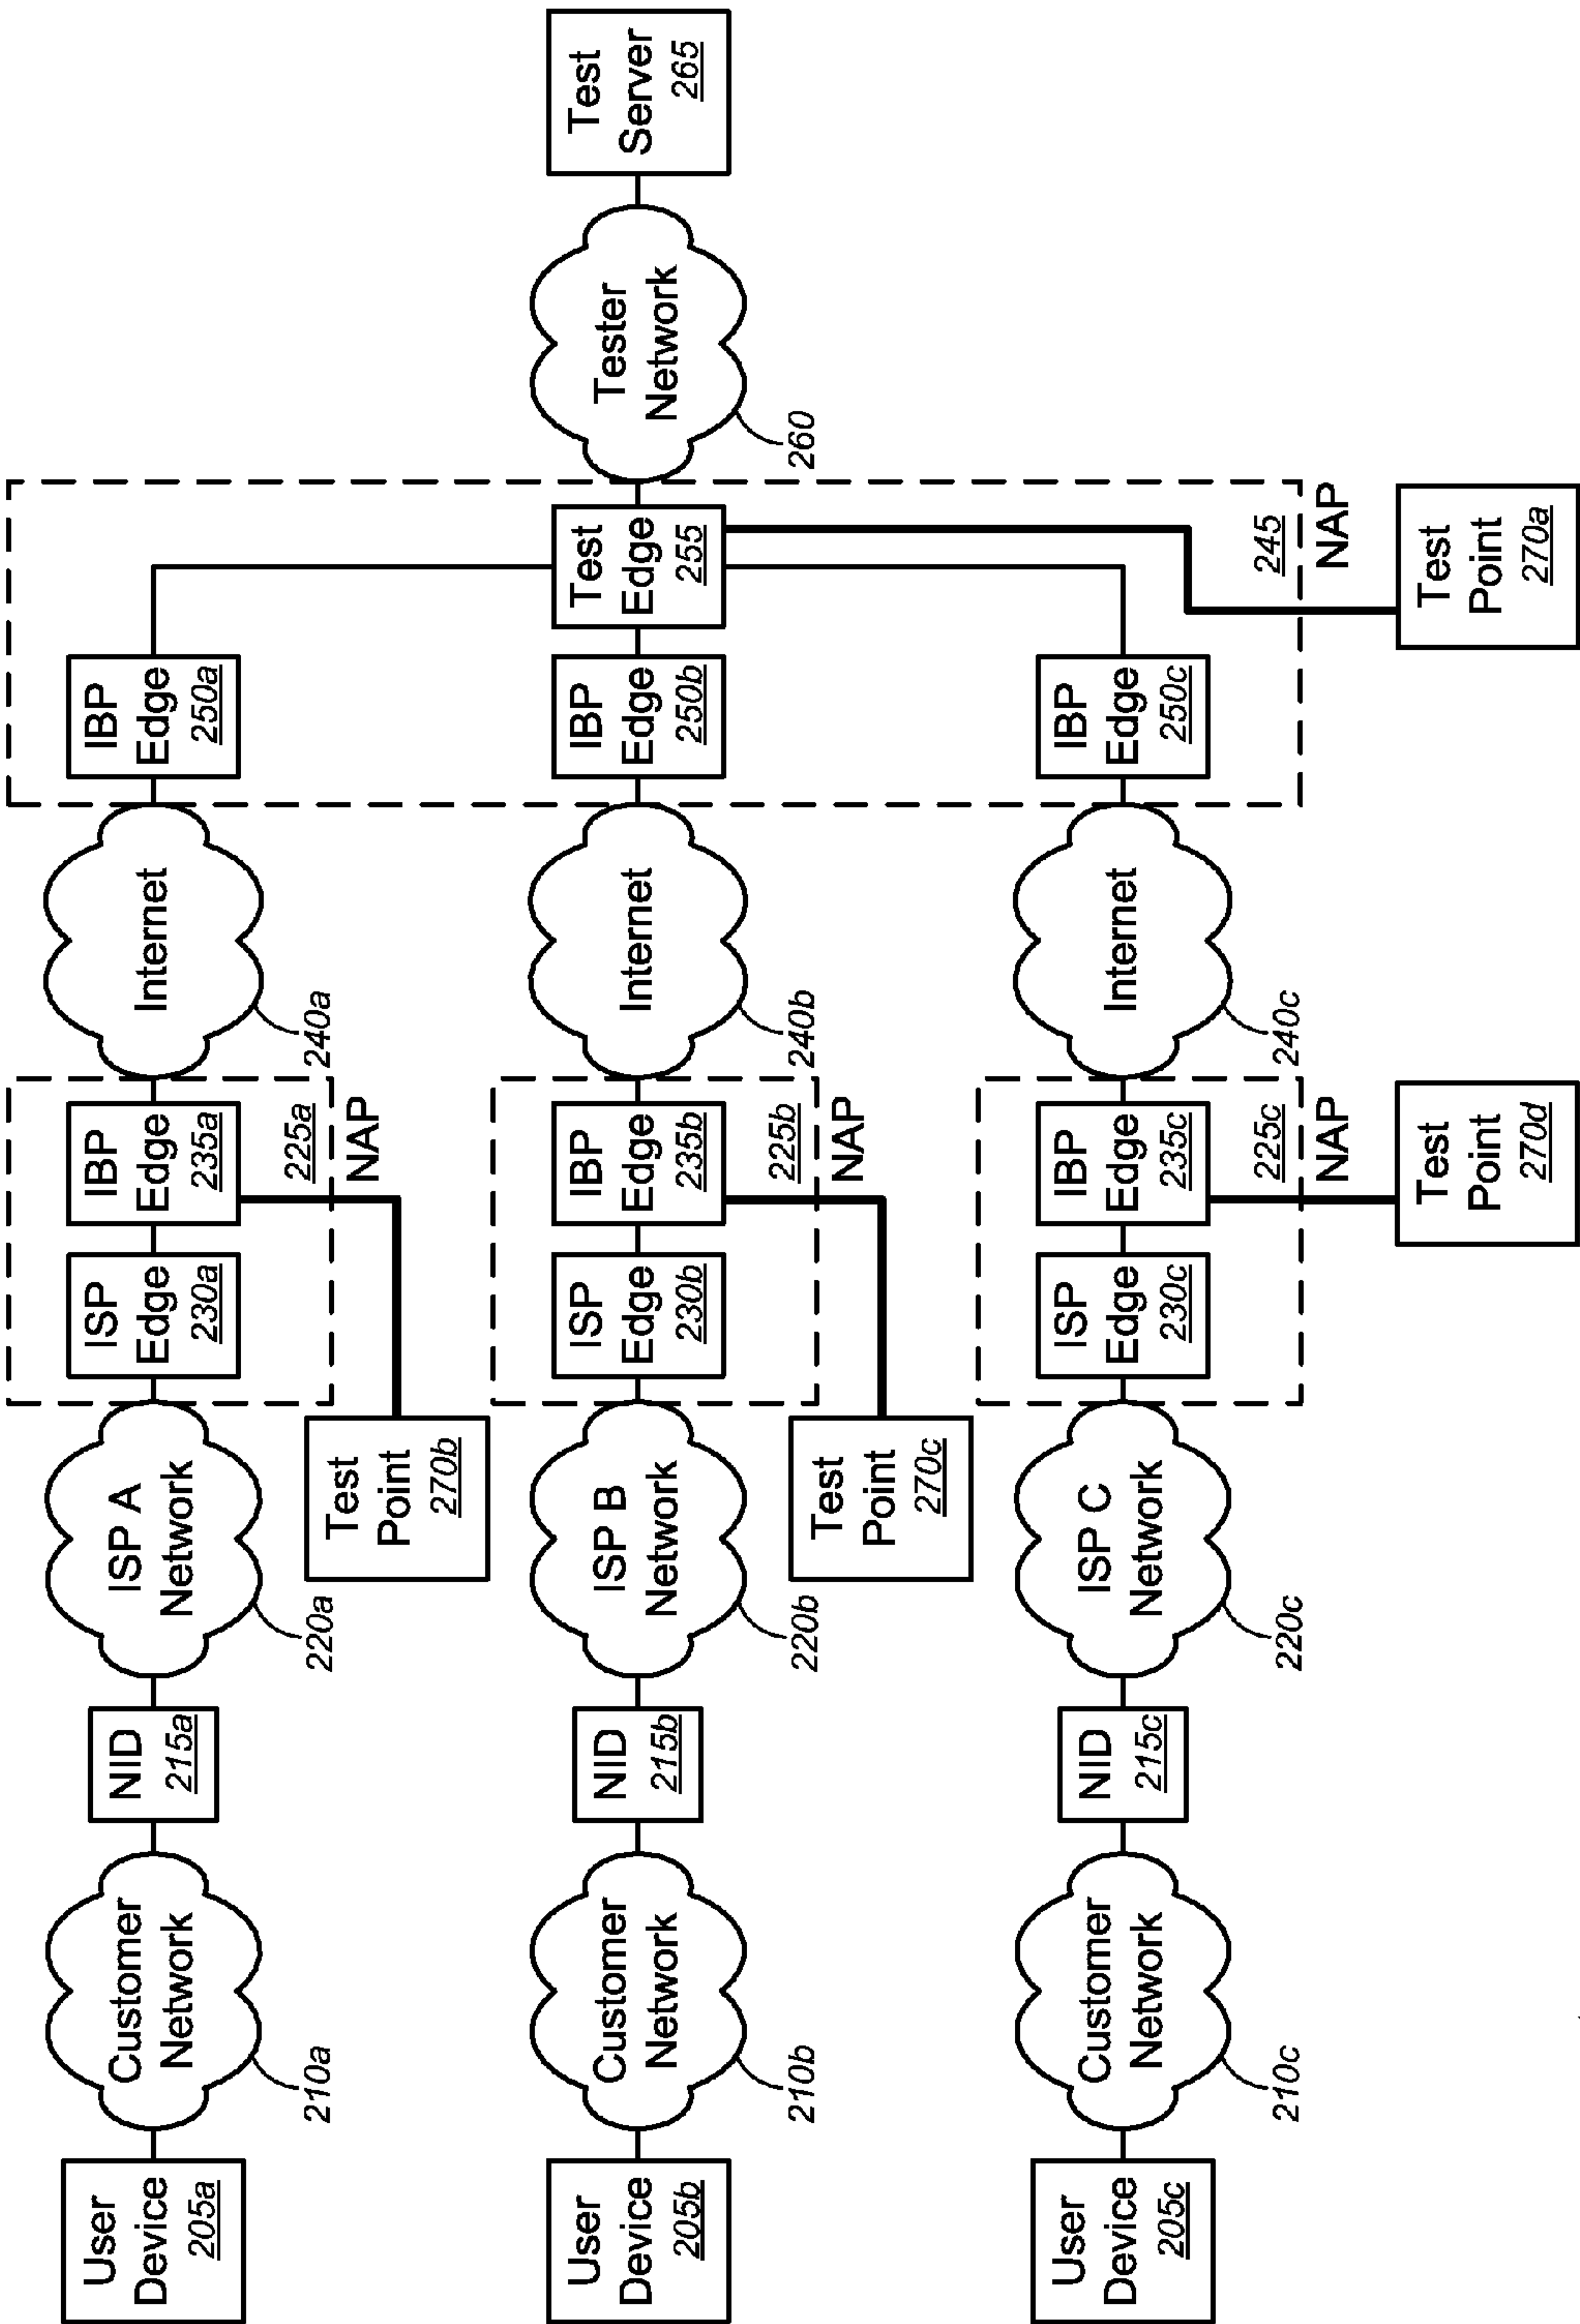 User
Device
205a
Customer
Network
210a
NID
215a
ISP A
Network
220a
ISP
Edge
230a
IBP
Edge
235a
225a
NAP
Test
Point
270b
Internet
240a
IBP
Edge
250a
User
Device
205b
Customer
Network
210b
NID
215b
ISP B
Network
220b
ISP
Edge
230b
IBP
Edge
235b
225b
NAP
Test
Point
270c
Internet
240b
IBP
Edge
250b
Test
Edge
255
Tester
Network
260
Test
Server
265
User
Device
205c
Customer
Network
210c
NID
215c
ISP C
Network
220c
ISP
Edge
230c
IBP
Edge
235c
225c
NAP
Test
Point
270d
Internet
240c
IBP
Edge
250c
245
NAP
Test
Point
270a